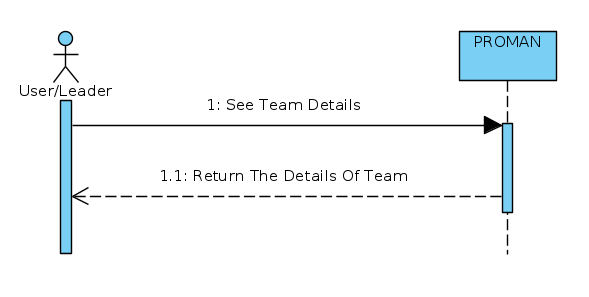 PROMAN
User/Leader
1: See Team Details
1.1: Return The Details Of Team